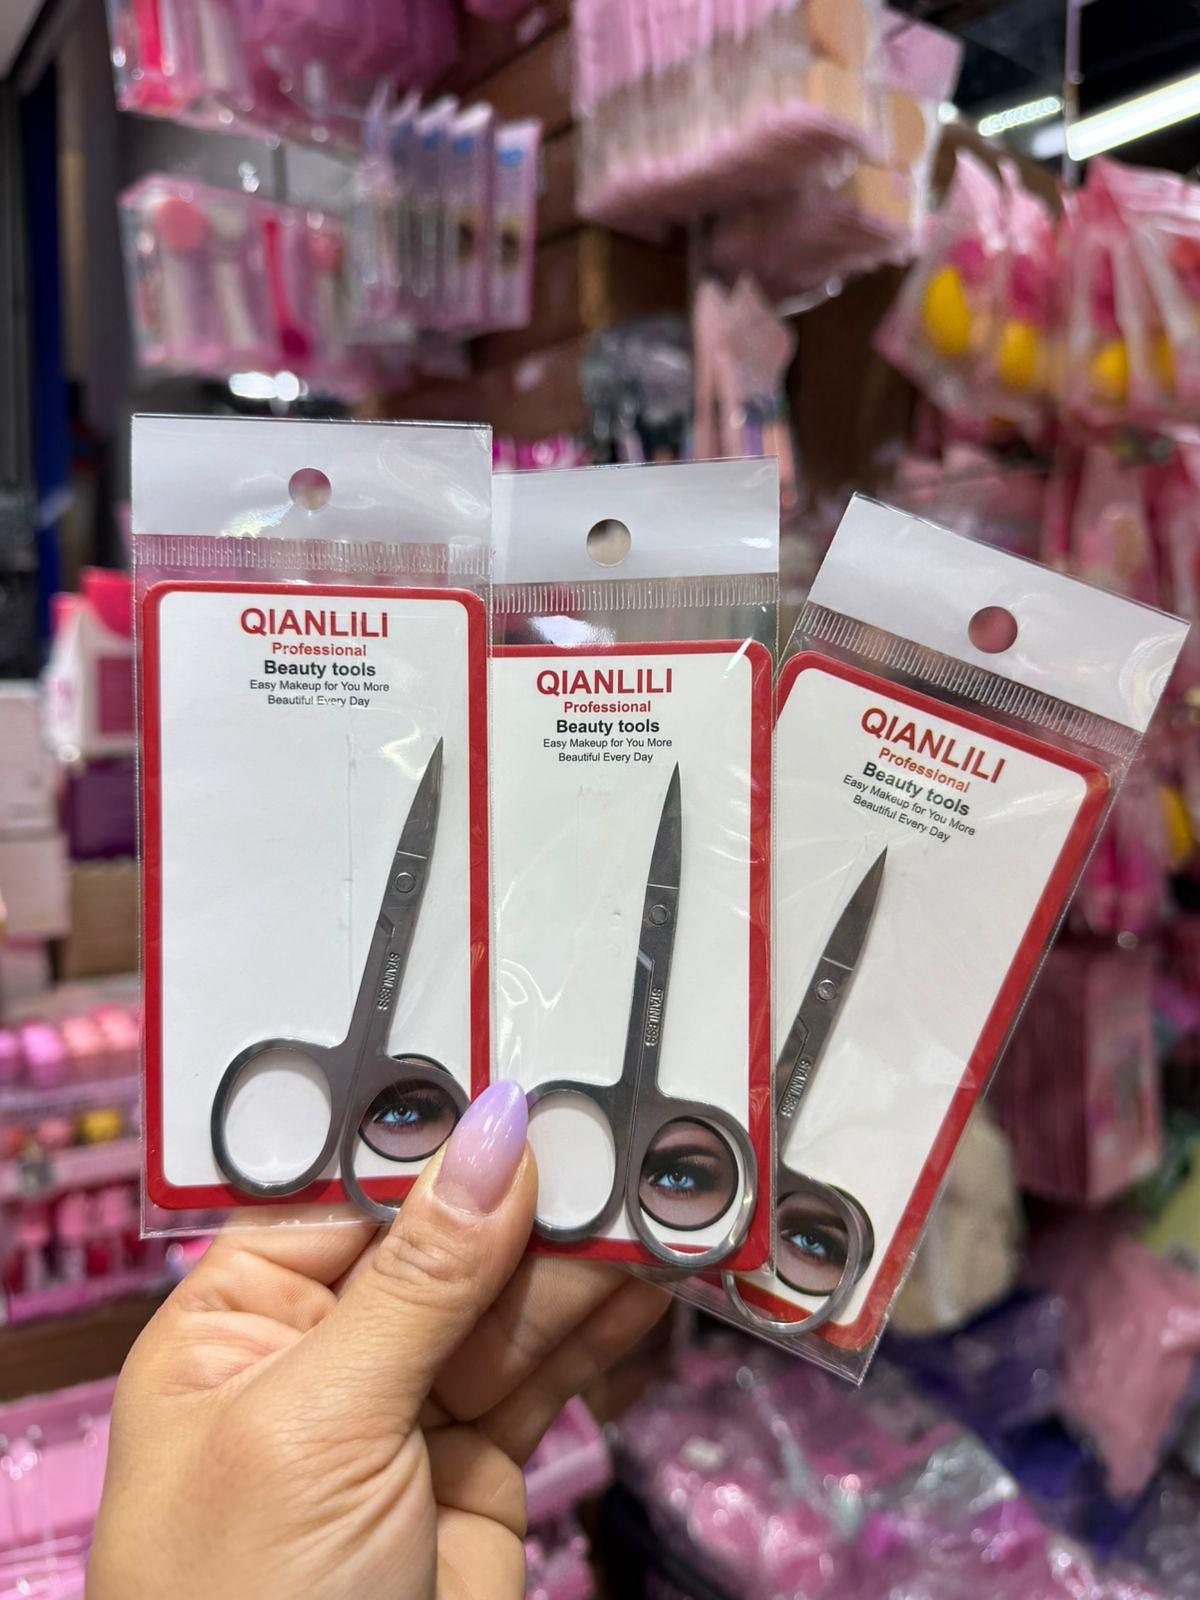 QIANLILI
Professional
Beauty tools
Easy Makeup for You More
Beautiful Every Day
STAINLESS
QIANLILI
Professional
Beauty tools
Easy Makeup for You More
Beautiful Every Day
STAINLESS
QIANLILI
Professional
Beauty tools
Easy Makeup for You More
Beautiful Every Day
STAINLESS